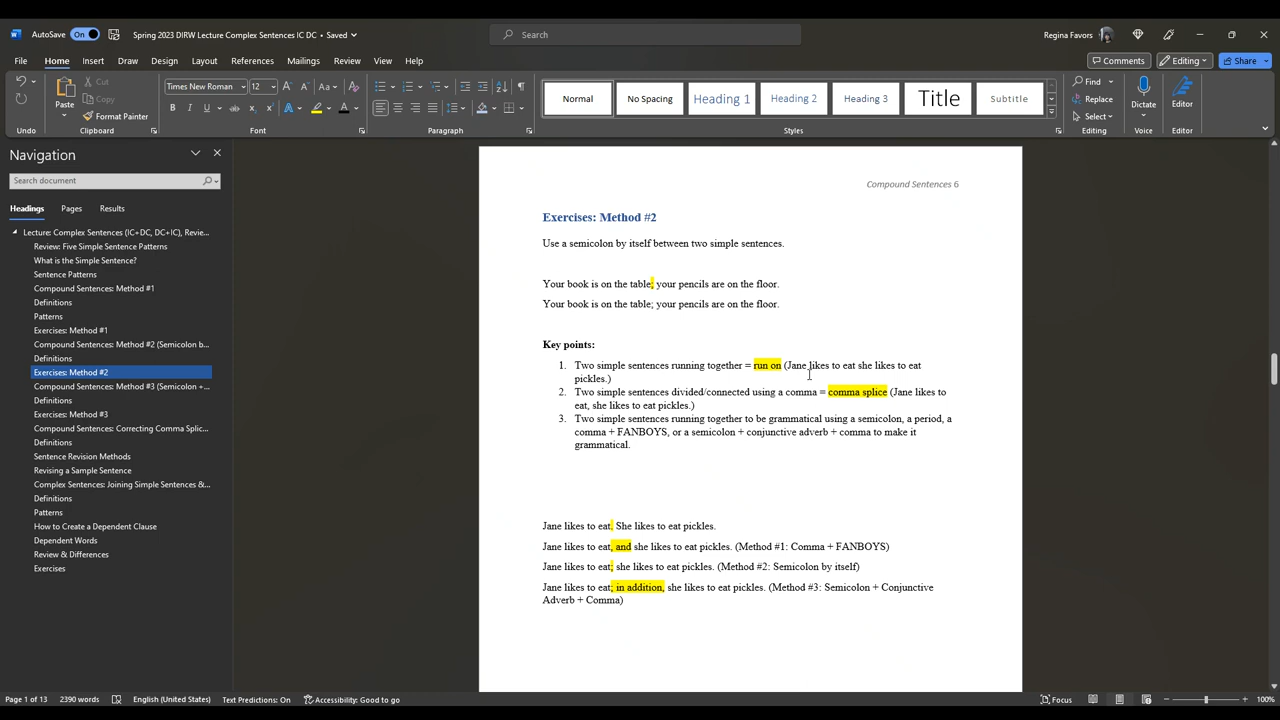 AutoSave On Spring 2023 DIRW Lecture Complex Sentences IC DC • Saved Search Regina Favors
File Home Insert Draw Design Layout References Mailings Review View Help Comments Editing Share
Times New Roman 12 Normal No Spacing Heading 1 Heading 2 Heading 3 Title Subtitle
Paste Cut Copy Format Painter Find Replace Select Dictate Editor
Undo Clipboard Font Paragraph Styles Editing Voice Editor
Navigation
Search document
Headings Pages Results
Lecture: Complex Sentences (IC+DC, DC+IC), Revie...
Review: Five Simple Sentence Patterns
What is the Simple Sentence?
Sentence Patterns
Compound Sentences: Method #1
Definitions
Patterns
Exercises: Method #1
Compound Sentences: Method #2 (Semicolon b...
Definitions
Exercises: Method #2
Compound Sentences: Method #3 (Semicolon +...
Definitions
Exercises: Method #3
Compound Sentences: Correcting Comma Splic...
Definitions
Sentence Revision Methods
Revising a Sample Sentence
Complex Sentences: Joining Simple Sentences &...
Definitions
Patterns
How to Create a Dependent Clause
Dependent Words
Review & Differences
Exercises
Compound Sentences 6
Exercises: Method #2
Use a semicolon by itself between two simple sentences.
Your book is on the table; your pencils are on the floor.
Your book is on the table; your pencils are on the floor.
Key points:
1. Two simple sentences running together = run on (Jane likes to eat she likes to eat
pickles.)
2. Two simple sentences divided/connected using a comma = comma splice (Jane likes to
eat, she likes to eat pickles.)
3. Two simple sentences running together to be grammatical using a semicolon, a period, a
comma + FANBOYS, or a semicolon + conjunctive adverb + comma to make it
grammatical.
Jane likes to eat. She likes to eat pickles.
Jane likes to eat, and she likes to eat pickles. (Method #1: Comma + FANBOYS)
Jane likes to eat; she likes to eat pickles. (Method #2: Semicolon by itself)
Jane likes to eat; in addition, she likes to eat pickles. (Method #3: Semicolon + Conjunctive
Adverb + Comma)
Page 1 of 13 2390 words English (United States) Text Predictions: On Accessibility: Good to go Focus 100%